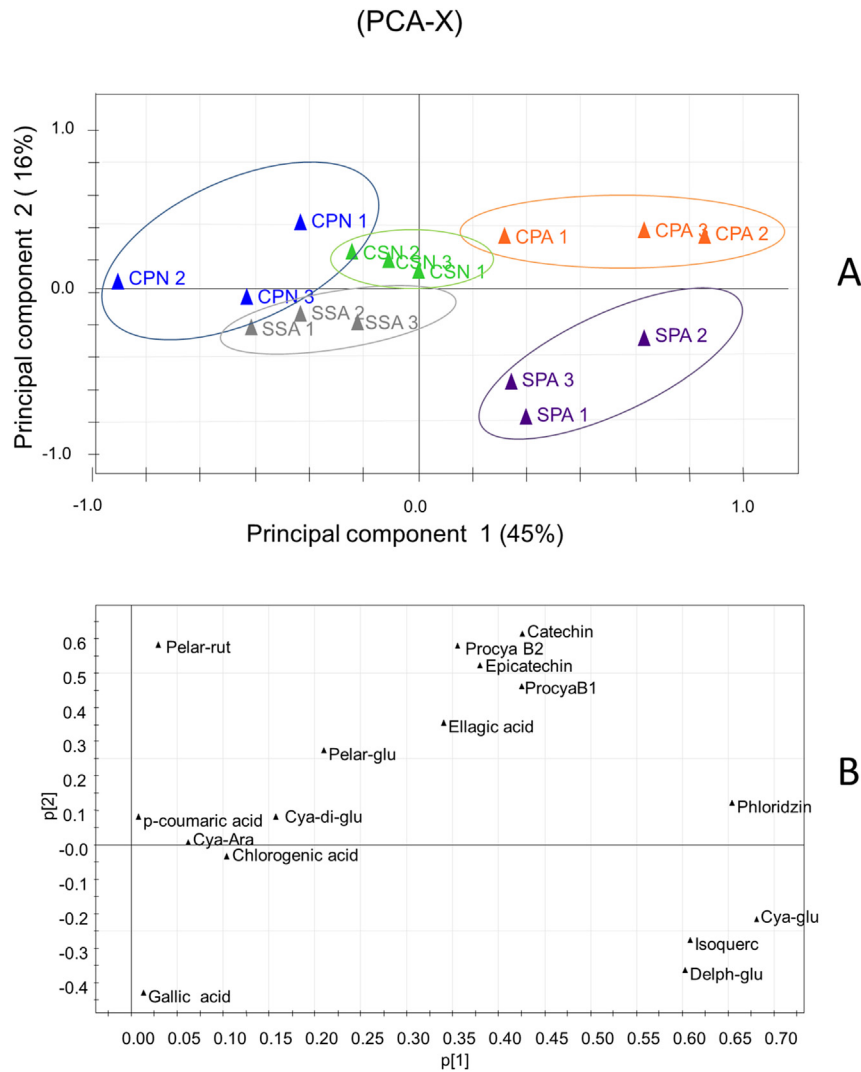 (PCA-X)
Principal component 2 ( 16%)
1.0
0.0
-1.0
CPN 1
CPN 2
CPN 3
CSN 2
CSN 3
CSN 1
CPA 1
CPA 3
CPA 2
SSA 1
SSA 2
SSA 3
SPA 2
SPA 3
SPA 1
A
-1.0 0.0 1.0
Principal component 1 (45%)
p[2]
0.6
0.5
0.4
0.3
0.1
-0.0
-0.1
-0.2
-0.3
-0.4
Pelar-rut
Catechin
Procya B2
Epicatechin
ProcyaB1
Ellagic acid
Pelar-glu
Phloridzin
p-coumaric acid
Cya-di-glu
Cya-Ara
Chlorogenic acid
Cya-glu
Isoquerc
Delph-glu
Gallic acid
B
0.00 0.05 0.10 0.15 0.20 0.25 0.30 0.35 0.40 0.45 0.50 0.55 0.60 0.65 0.70
p[1]